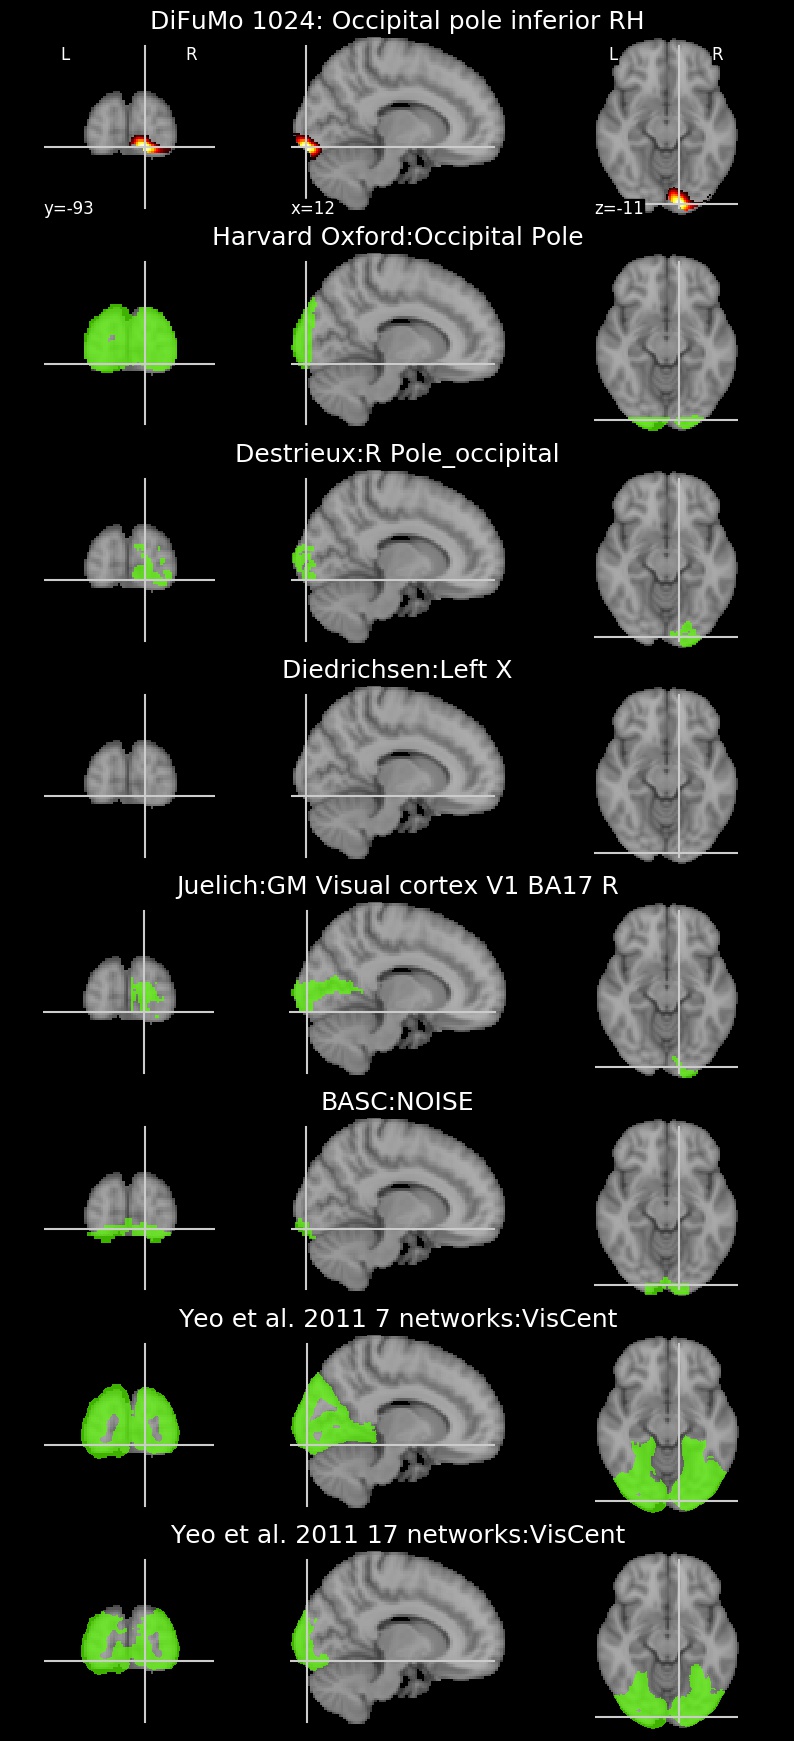 DiFuMo 1024: Occipital pole inferior RH
L R L R
y=-93 x=12 z=-11
Harvard Oxford:Occipital Pole
Destrieux:R Pole_occipital
Diedrichsen:Left X
Juelich:GM Visual cortex V1 BA17 R
BASC:NOISE
Yeo et al. 2011 7 networks:VisCent
Yeo et al. 2011 17 networks:VisCent